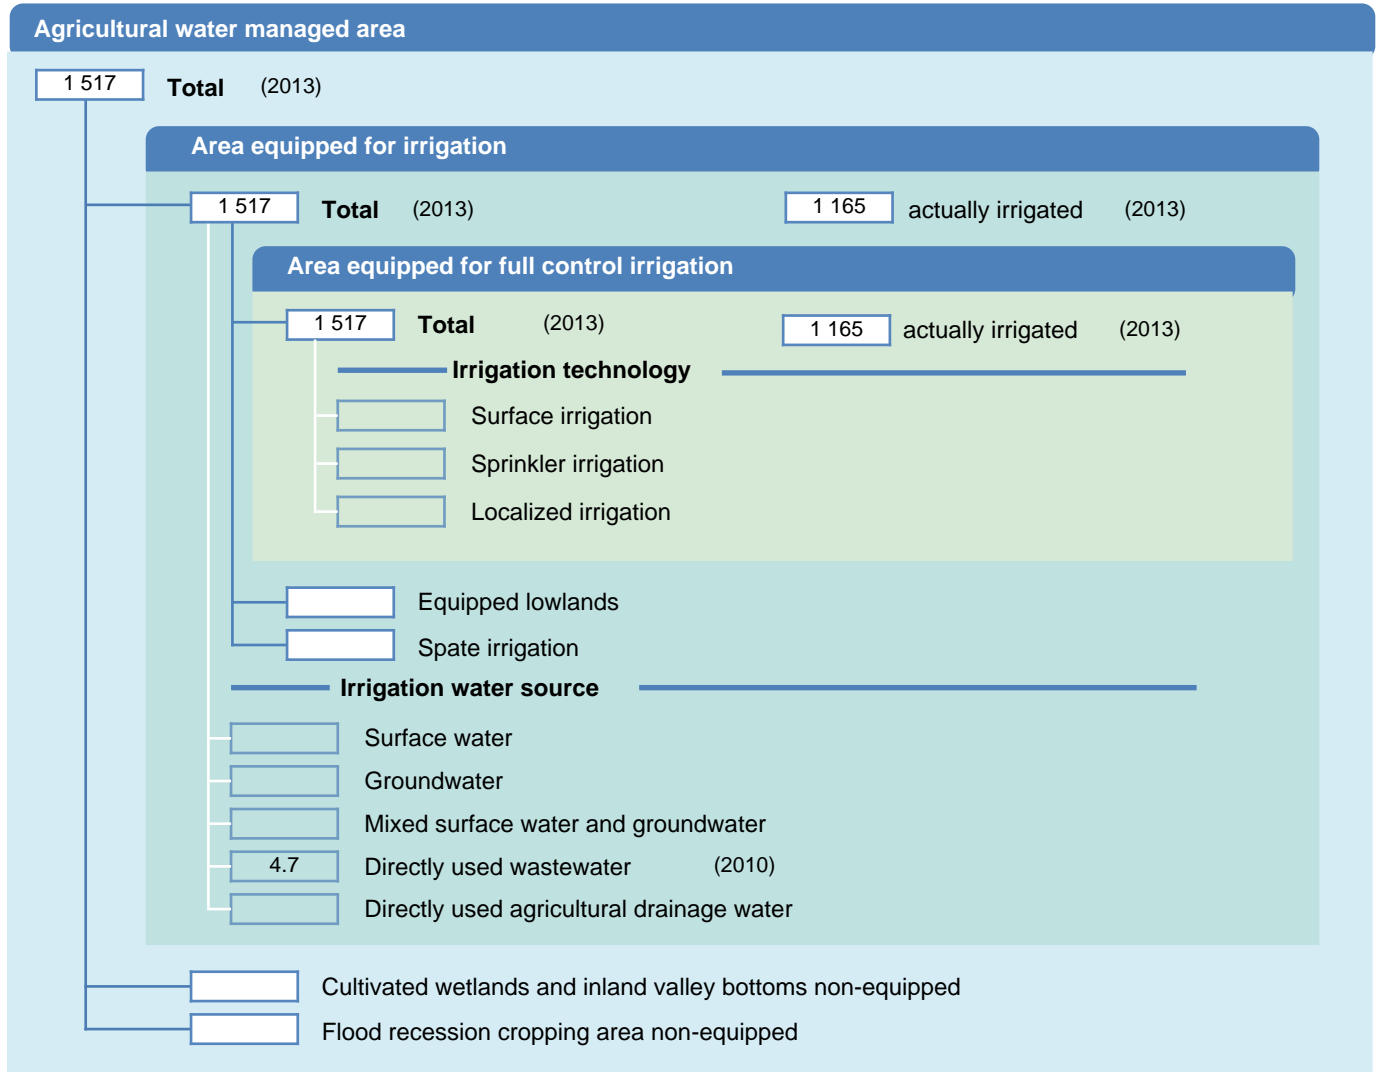 Agricultural water managed area
1 517 Total (2013)
Area equipped for irrigation
1 517 Total (2013) 1 165 actually irrigated (2013)
Area equipped for full control irrigation
1 517 Total (2013) 1 165 actually irrigated (2013)
Irrigation technology
Surface irrigation
Sprinkler irrigation
Localized irrigation
Equipped lowlands
Spate irrigation
Irrigation water source
Surface water
Groundwater
Mixed surface water and groundwater
4.7 Directly used wastewater (2010)
Directly used agricultural drainage water
Cultivated wetlands and inland valley bottoms non-equipped
Flood recession cropping area non-equipped